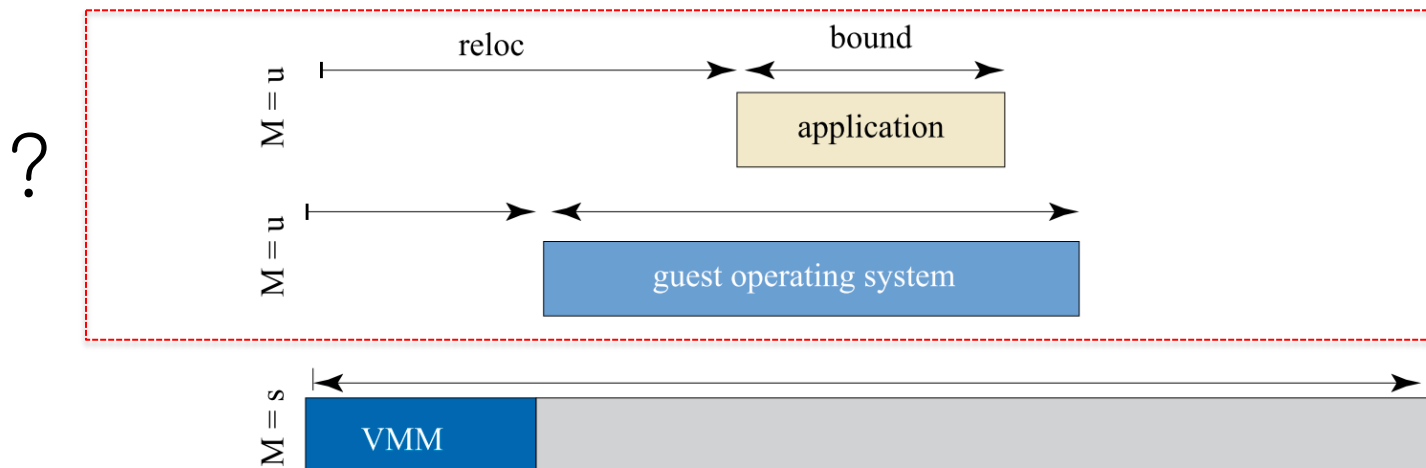 reloc
bound
M = u
application
?
M = u
guest operating system
M = s
VMM